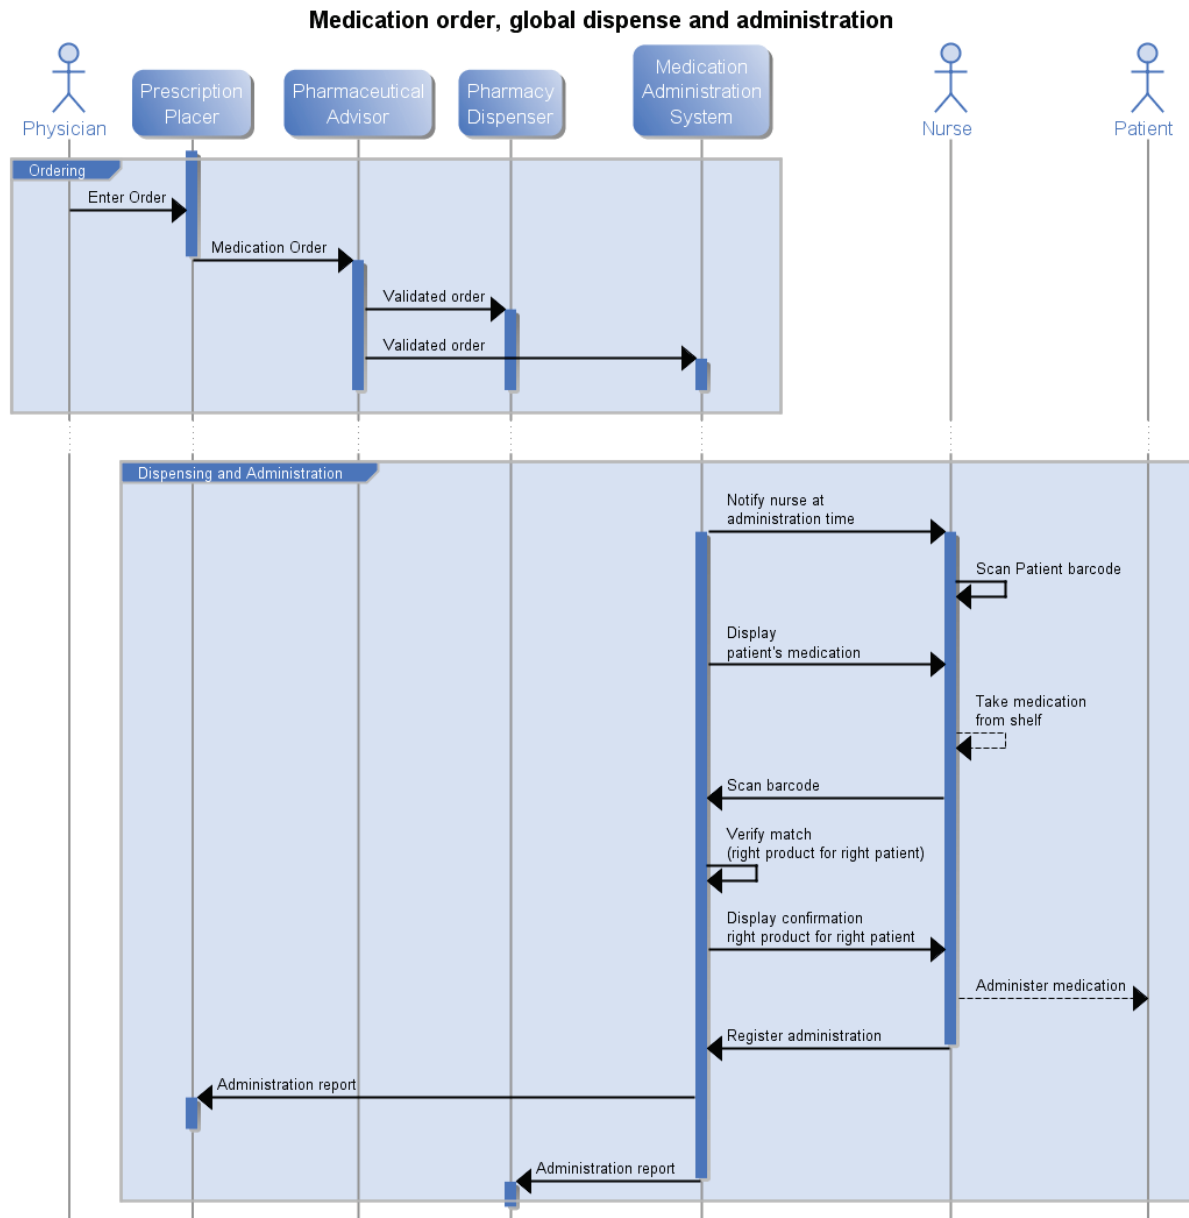 Medication order, global dispense and administration
Physician
Prescription
Placer
Pharmaceutical
Advisor
Pharmacy
Dispenser
Medication
Administration
System
Nurse
Patient
Ordering
Enter Order
Medication Order
Validated order
Validated order
Dispensing and Administration
Notify nurse at
administration time
Scan Patient barcode
Display
patient's medication
Take medication
from shelf
Scan barcode
Verify match
(right product for right patient)
Display confirmation
right product for right patient
Administer medication
Register administration
Administration report
Administration report